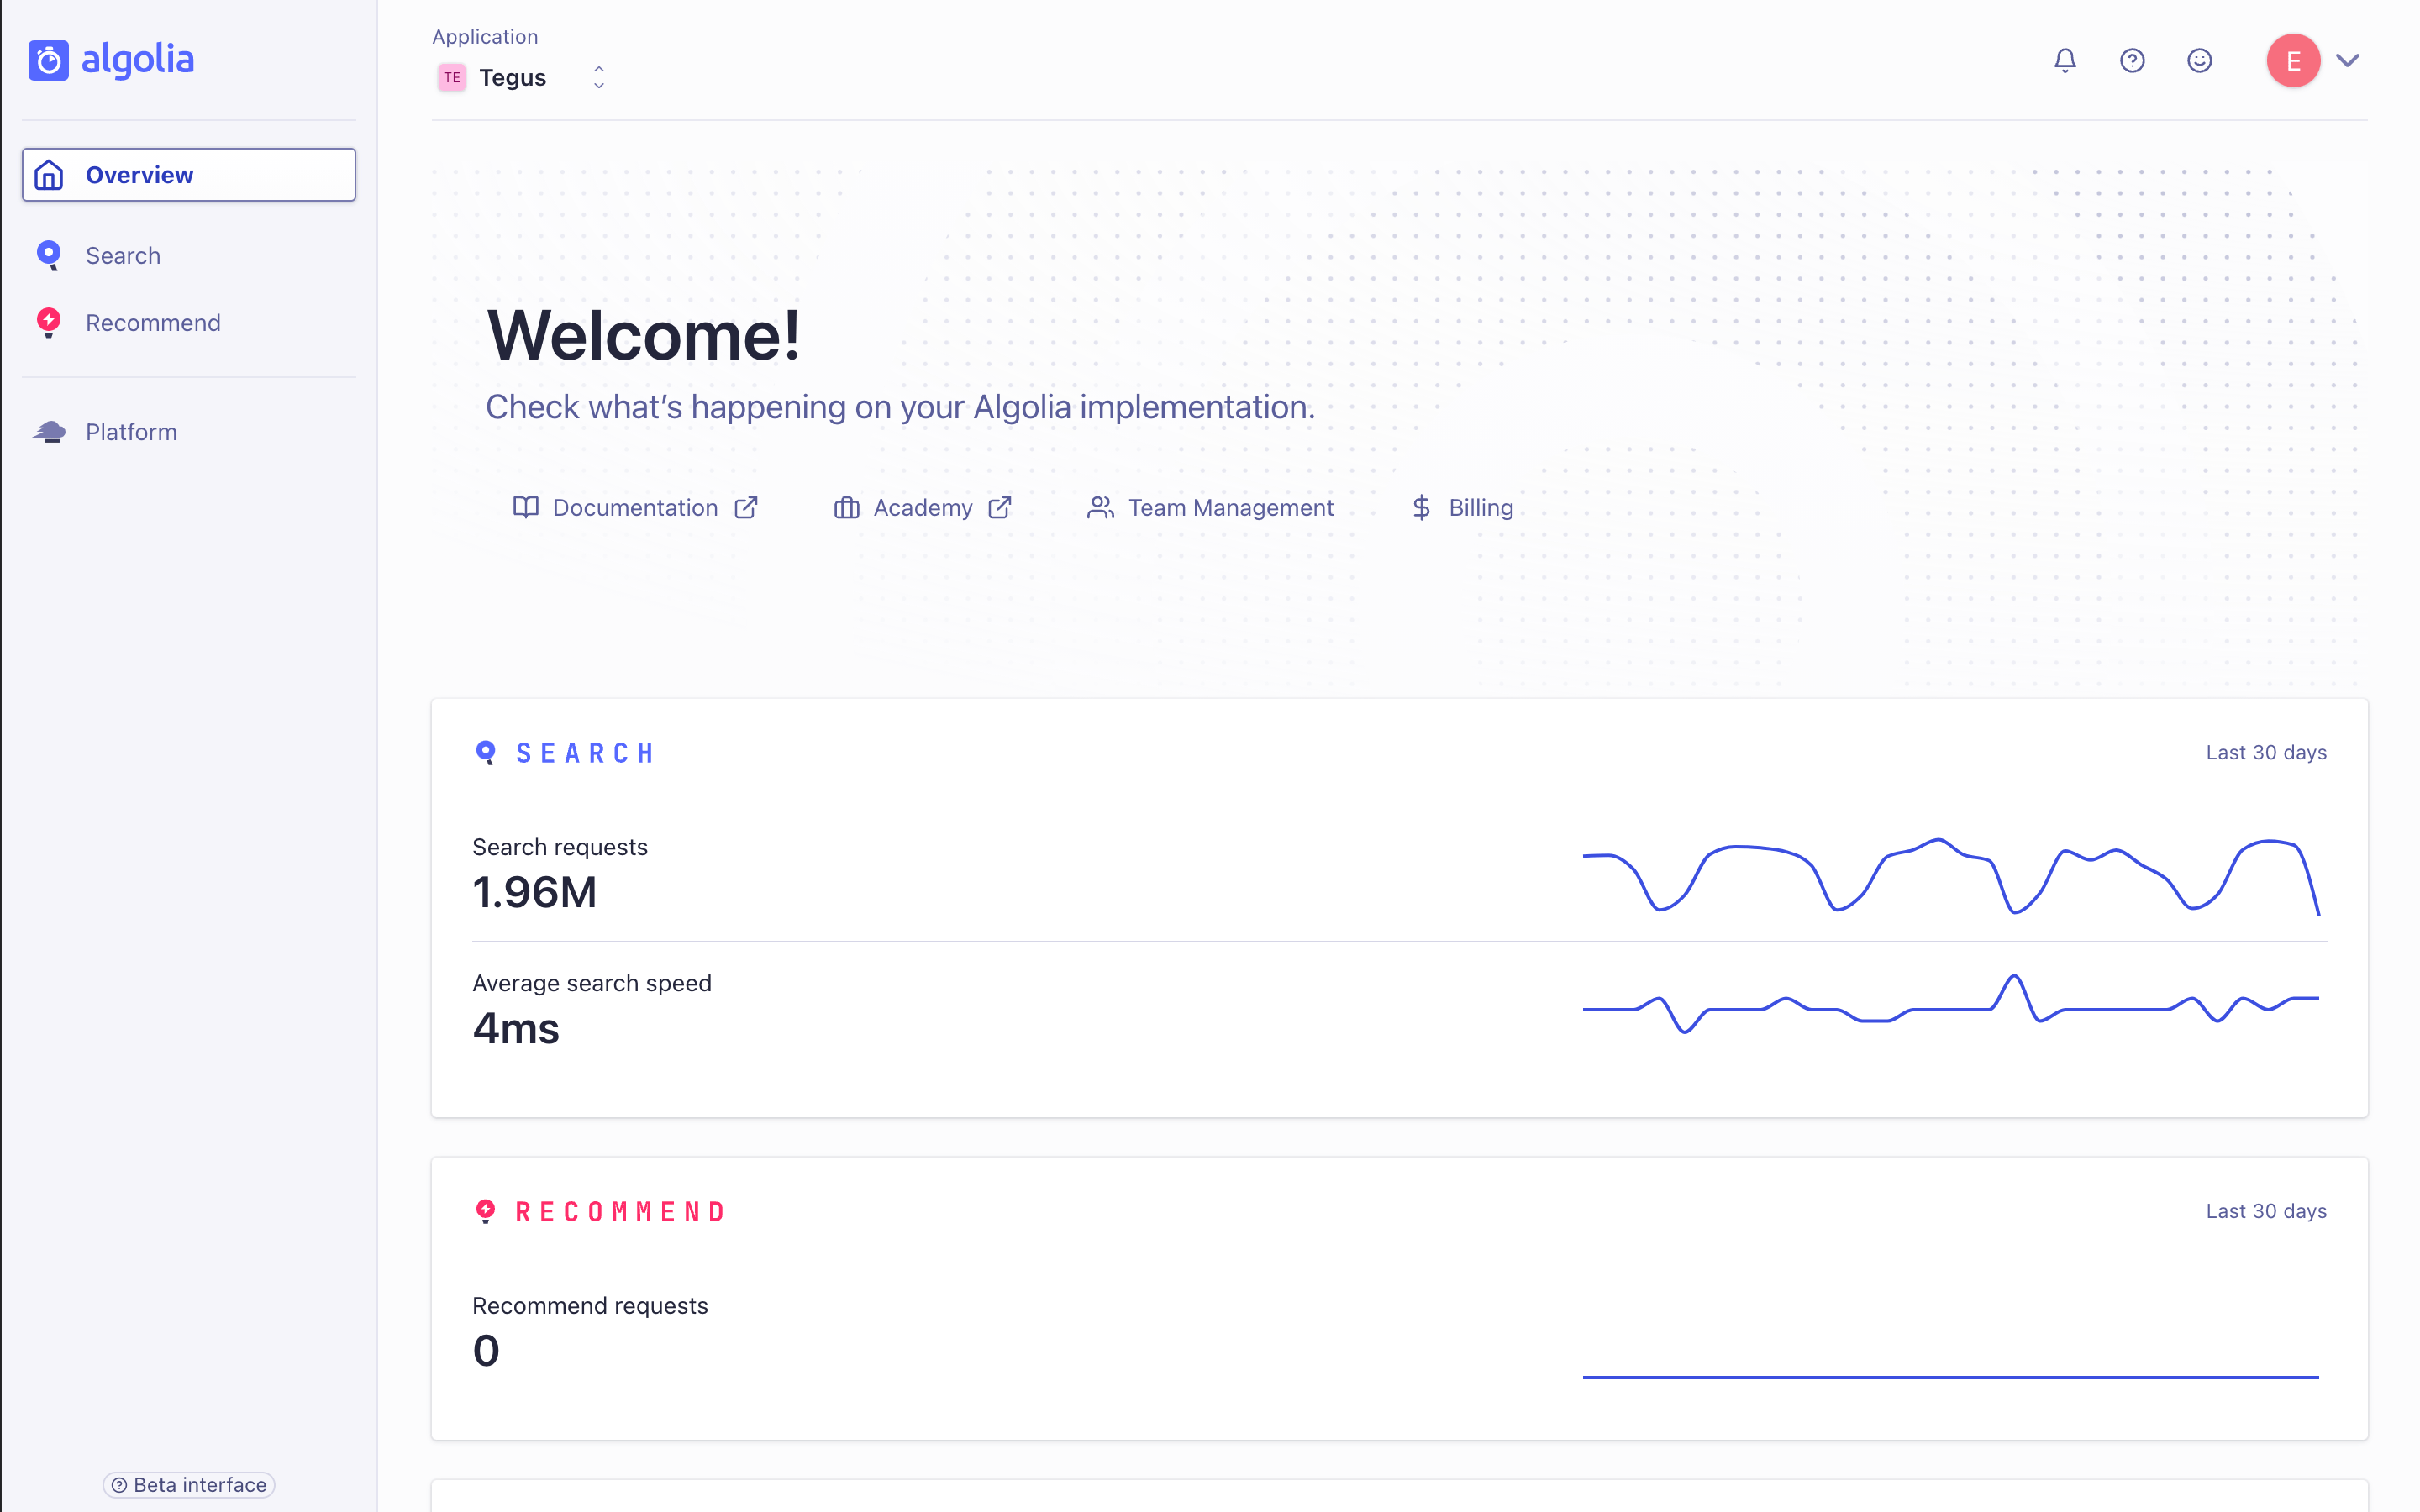 algolia
Overview
Search
Recommend
Platform
Beta interface
Application
TE Tegus
E
Welcome!
Check what’s happening on your Algolia implementation.
Documentation Academy Team Management Billing
SEARCH Last 30 days
Search requests
1.96M
Average search speed
4ms
RECOMMEND Last 30 days
Recommend requests
0